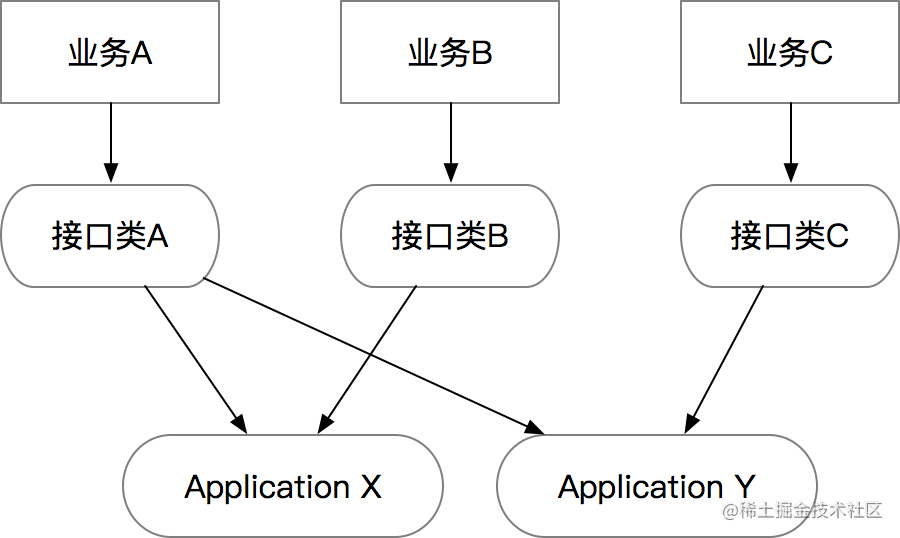 业务A
业务B
业务C
接口类A
接口类B
接口类C
Application X
Application Y
@稀土掘金技术社区